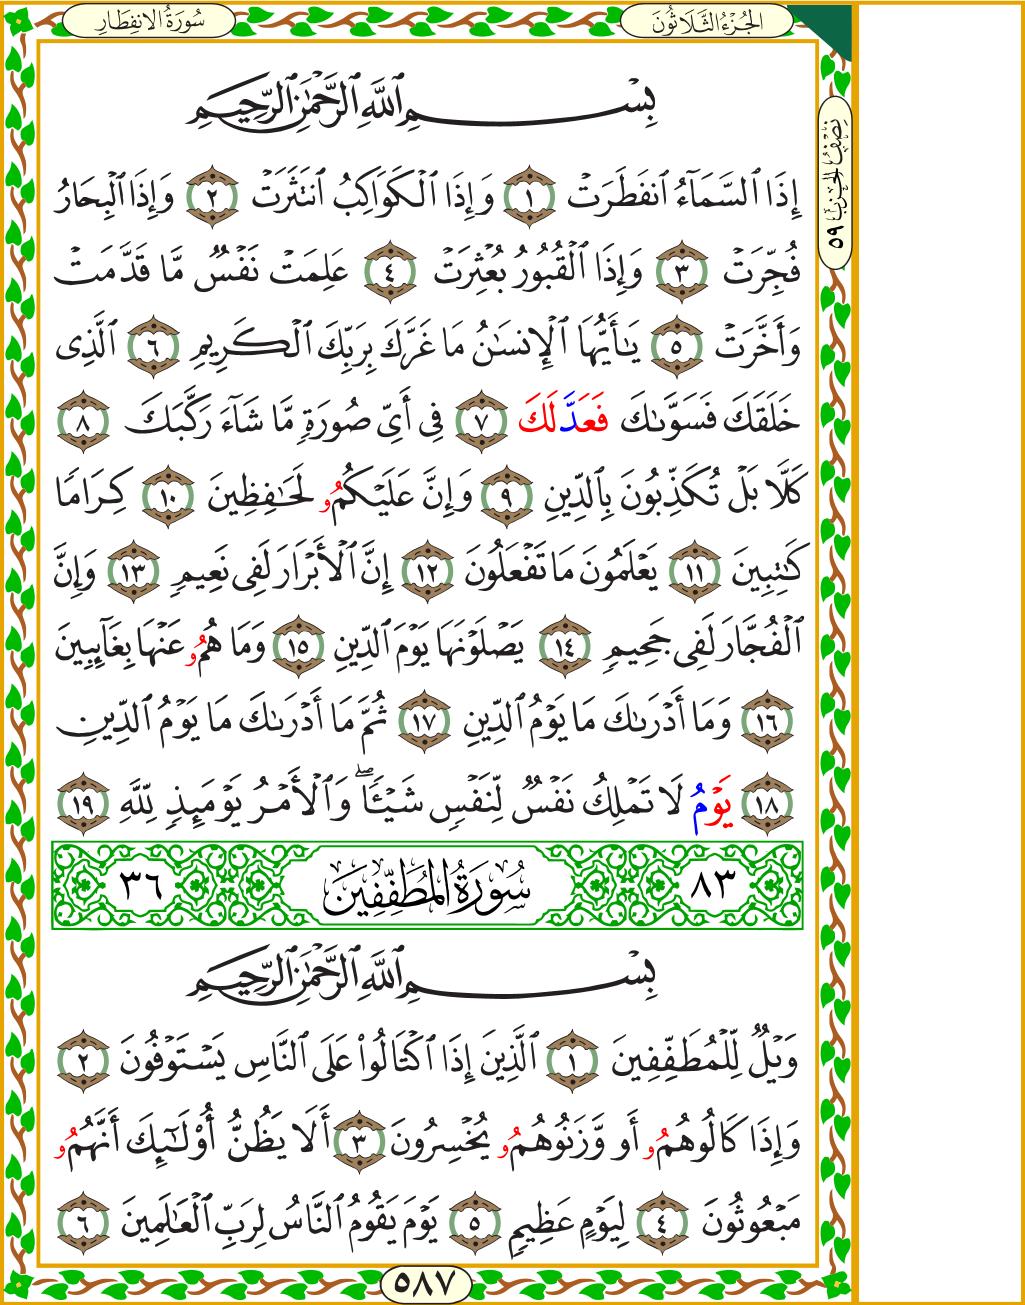 سُورَةُ الِانفِطَارِ
الجُزْءُ الثَّلَاثُونَ
نِصْفُ الحِزْبِ ٥٩
بِسْمِ ٱللَّهِ ٱلرَّحْمَٰنِ ٱلرَّحِيمِ
إِذَا ٱلسَّمَآءُ ٱنفَطَرَتْ ١ وَإِذَا ٱلْكَوَاكِبُ ٱنتَثَرَتْ ٢ وَإِذَا ٱلْبِحَارُ
فُجِّرَتْ ٣ وَإِذَا ٱلْقُبُورُ بُعْثِرَتْ ٤ عَلِمَتْ نَفْسٌ مَّا قَدَّمَتْ
وَأَخَّرَتْ ٥ يَٰٓأَيُّهَا ٱلْإِنسَٰنُ مَا غَرَّكَ بِرَبِّكَ ٱلْكَرِيمِ ٦ ٱلَّذِى
خَلَقَكَ فَسَوَّىٰكَ فَعَدَّلَكَ ٧ فِىٓ أَىِّ صُورَةٍ مَّا شَآءَ رَكَّبَكَ ٨
كَلَّا بَلْ تُكَذِّبُونَ بِٱلدِّينِ ٩ وَإِنَّ عَلَيْكُمُو لَحَٰفِظِينَ ١٠ كِرَامًا
كَٰتِبِينَ ١١ يَعْلَمُونَ مَا تَفْعَلُونَ ١٢ إِنَّ ٱلْأَبْرَارَ لَفِى نَعِيمٍ ١٣ وَإِنَّ
ٱلْفُجَّارَ لَفِى جَحِيمٍ ١٤ يَصْلَوْنَهَا يَوْمَ ٱلدِّينِ ١٥ وَمَا هُمُو عَنْهَا بِغَآئِبِينَ
١٦ وَمَآ أَدْرَىٰكَ مَا يَوْمُ ٱلدِّينِ ١٧ ثُمَّ مَآ أَدْرَىٰكَ مَا يَوْمُ ٱلدِّينِ
١٨ يَوْمُ لَا تَمْلِكُ نَفْسٌ لِّنَفْسٍ شَيْـًٔا ۖ وَٱلْأَمْرُ يَوْمَئِذٍ لِّلَّهِ ١٩
٨٣ سُورَةُ المُطَفِّفِينَ ٣٦
بِسْمِ ٱللَّهِ ٱلرَّحْمَٰنِ ٱلرَّحِيمِ
وَيْلٌ لِّلْمُطَفِّفِينَ ١ ٱلَّذِينَ إِذَا ٱكْتَالُوا۟ عَلَى ٱلنَّاسِ يَسْتَوْفُونَ ٢
وَإِذَا كَالُوهُمُو أَو وَّزَنُوهُمُو يُخْسِرُونَ ٣ أَلَا يَظُنُّ أُو۟لَٰٓئِكَ أَنَّهُمُو
مَبْعُوثُونَ ٤ لِيَوْمٍ عَظِيمٍ ٥ يَوْمَ يَقُومُ ٱلنَّاسُ لِرَبِّ ٱلْعَٰلَمِينَ ٦
٥٨٧